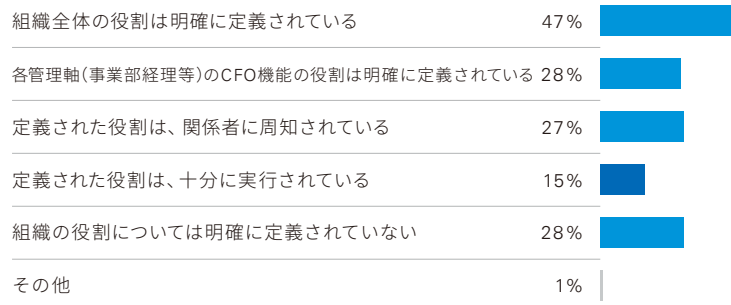 組織全体の役割は明確に定義されている 47%
各管理軸(事業部経理等)のCFO機能の役割は明確に定義されている 28%
定義された役割は、関係者に周知されている 27%
定義された役割は、十分に実行されている 15%
組織の役割については明確に定義されていない 28%
その他 1%